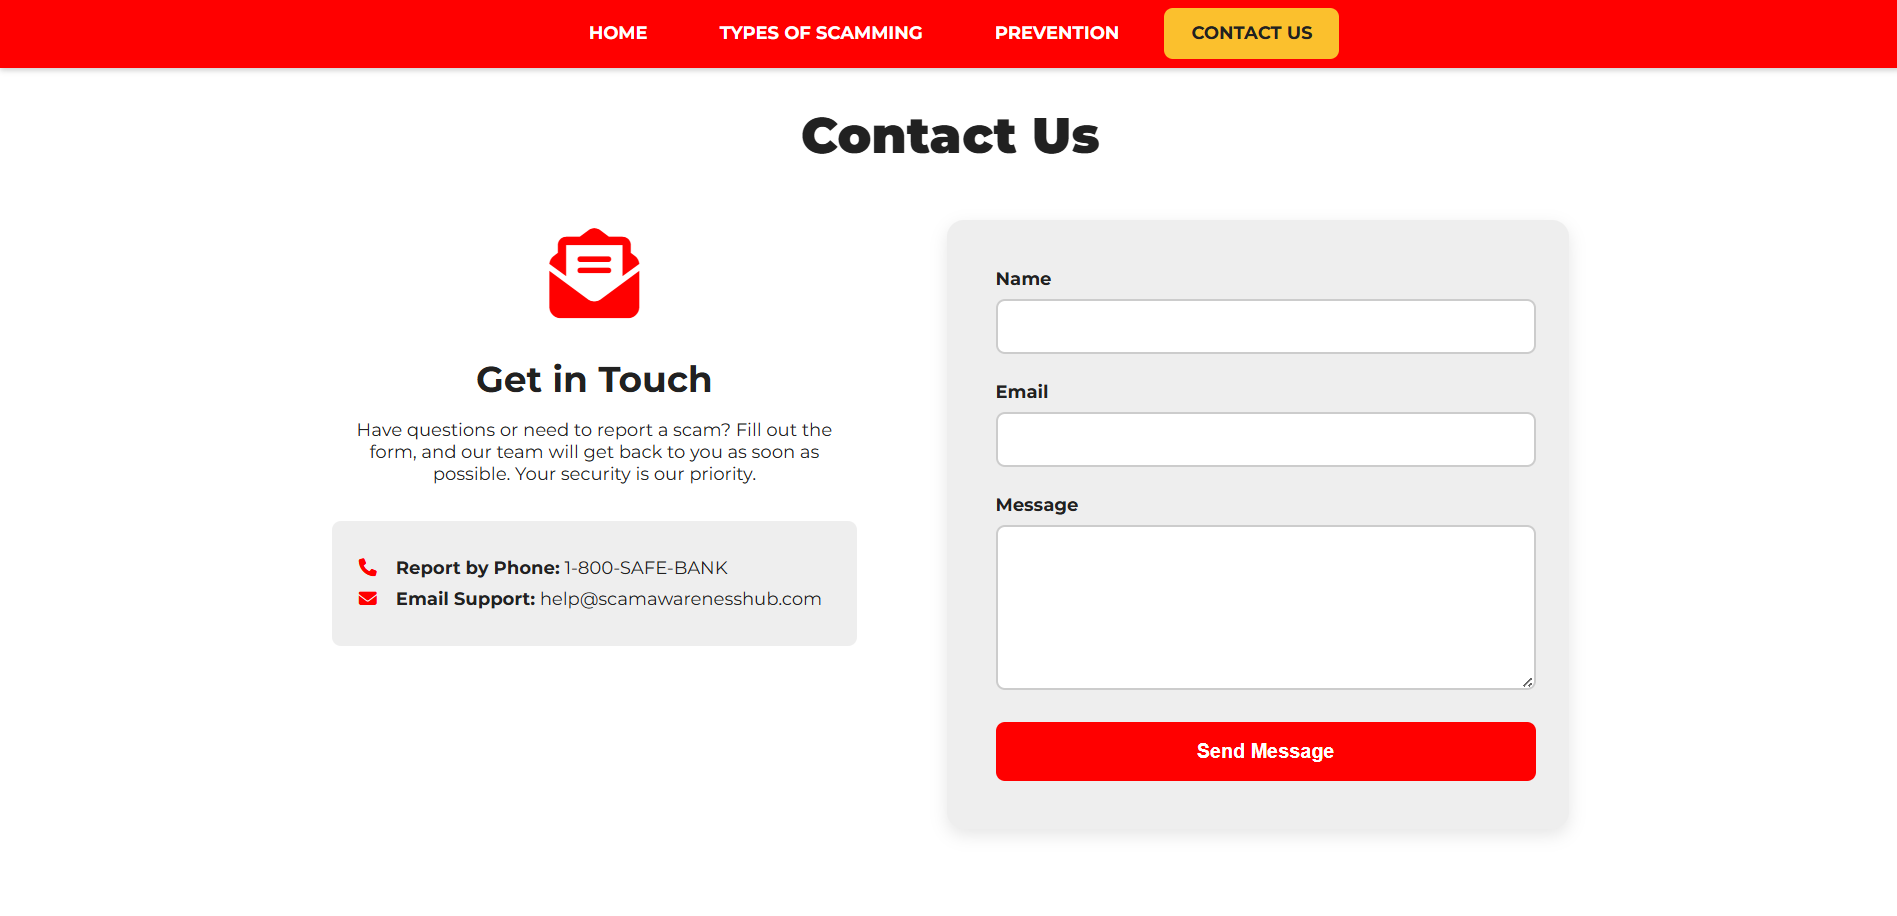 HOME
TYPES OF SCAMMING
PREVENTION
CONTACT US
Contact Us
Get in Touch
Have questions or need to report a scam? Fill out the
form, and our team will get back to you as soon as
possible. Your security is our priority.
Report by Phone: 1-800-SAFE-BANK
Email Support: help@scamawarenesshub.com
Name
Email
Message
Send Message